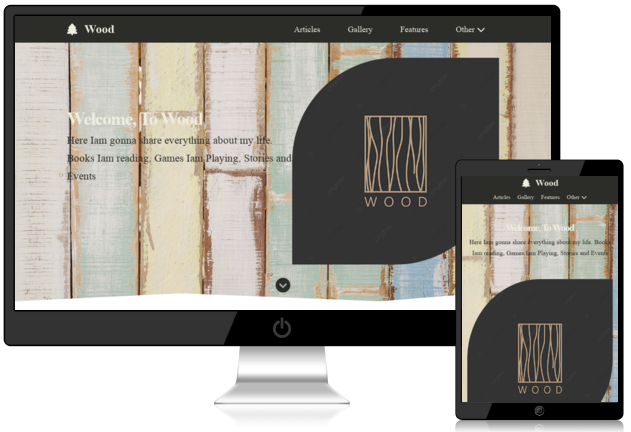 Wood
Articles Gallery Features Other
Welcome, To Wood
Here Iam gonna share everything about my life.
Books Iam reading, Games Iam Playing, Stories and
Events
WOOD
Wood
Articles Gallery Features Other
Welcome, To Wood
Here Iam gonna share everything about my life. Books
Iam reading, Games Iam Playing, Stories and Events
WOOD